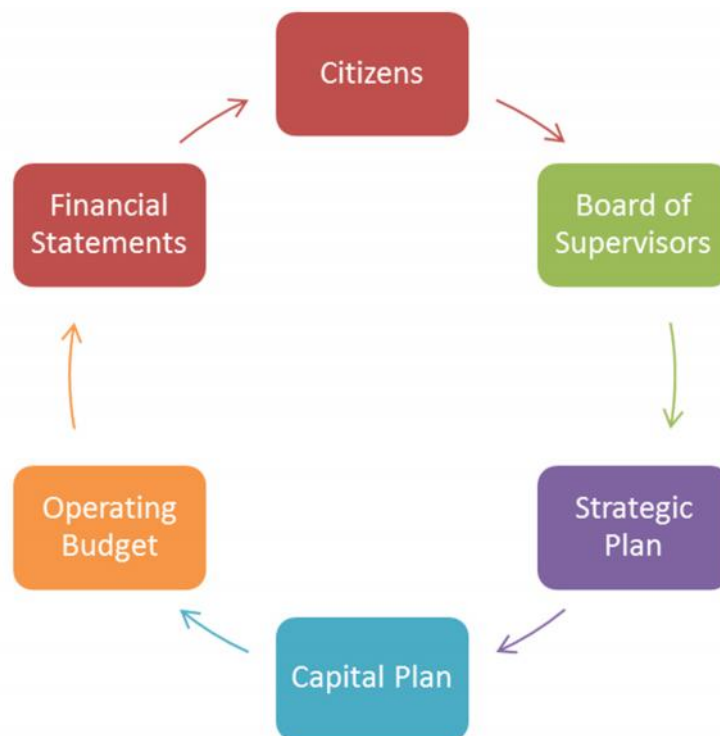 Citizens
Board of
Supervisors
Strategic
Plan
Capital Plan
Operating
Budget
Financial
Statements